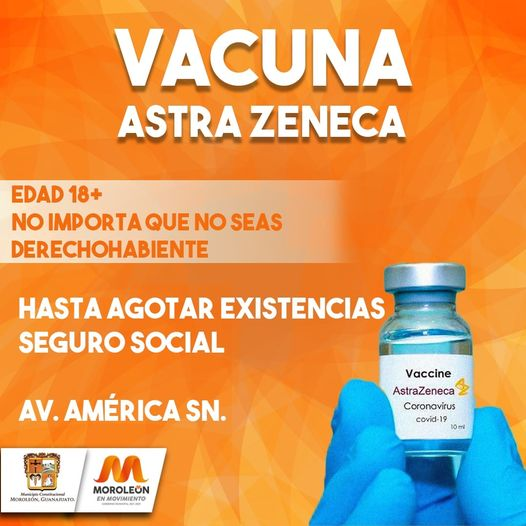 VACUNA
ASTRA ZENECA
EDAD 18+
NO IMPORTA QUE NO SEAS
DERECHOHABIENTE
HASTA AGOTAR EXISTENCIAS
SEGURO SOCIAL
AV. AMÉRICA SN.
Vaccine
AstraZeneca
Coronavirus
covid-19
10 ml
Municipio Constitucional
MOROLEÓN, GUANAJUATO.
MOROLEÓN
EN MOVIMIENTO